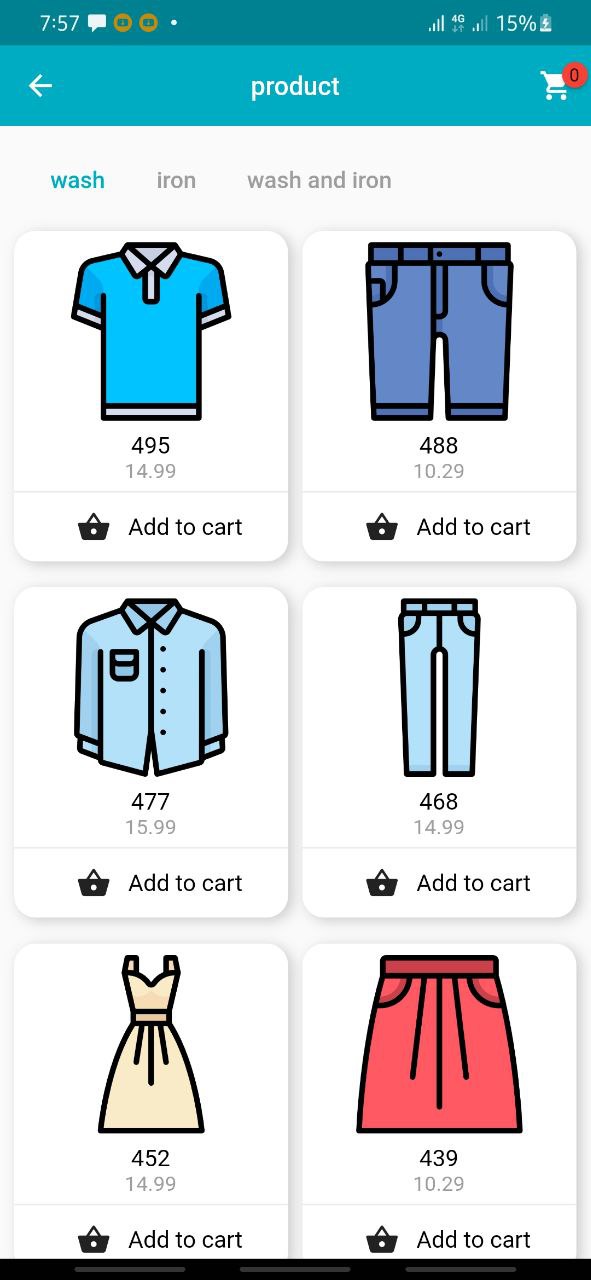 7:57 4G 15%
product 0
wash iron wash and iron
495 488
14.99 10.29
Add to cart Add to cart
477 468
15.99 14.99
Add to cart Add to cart
452 439
14.99 10.29
Add to cart Add to cart